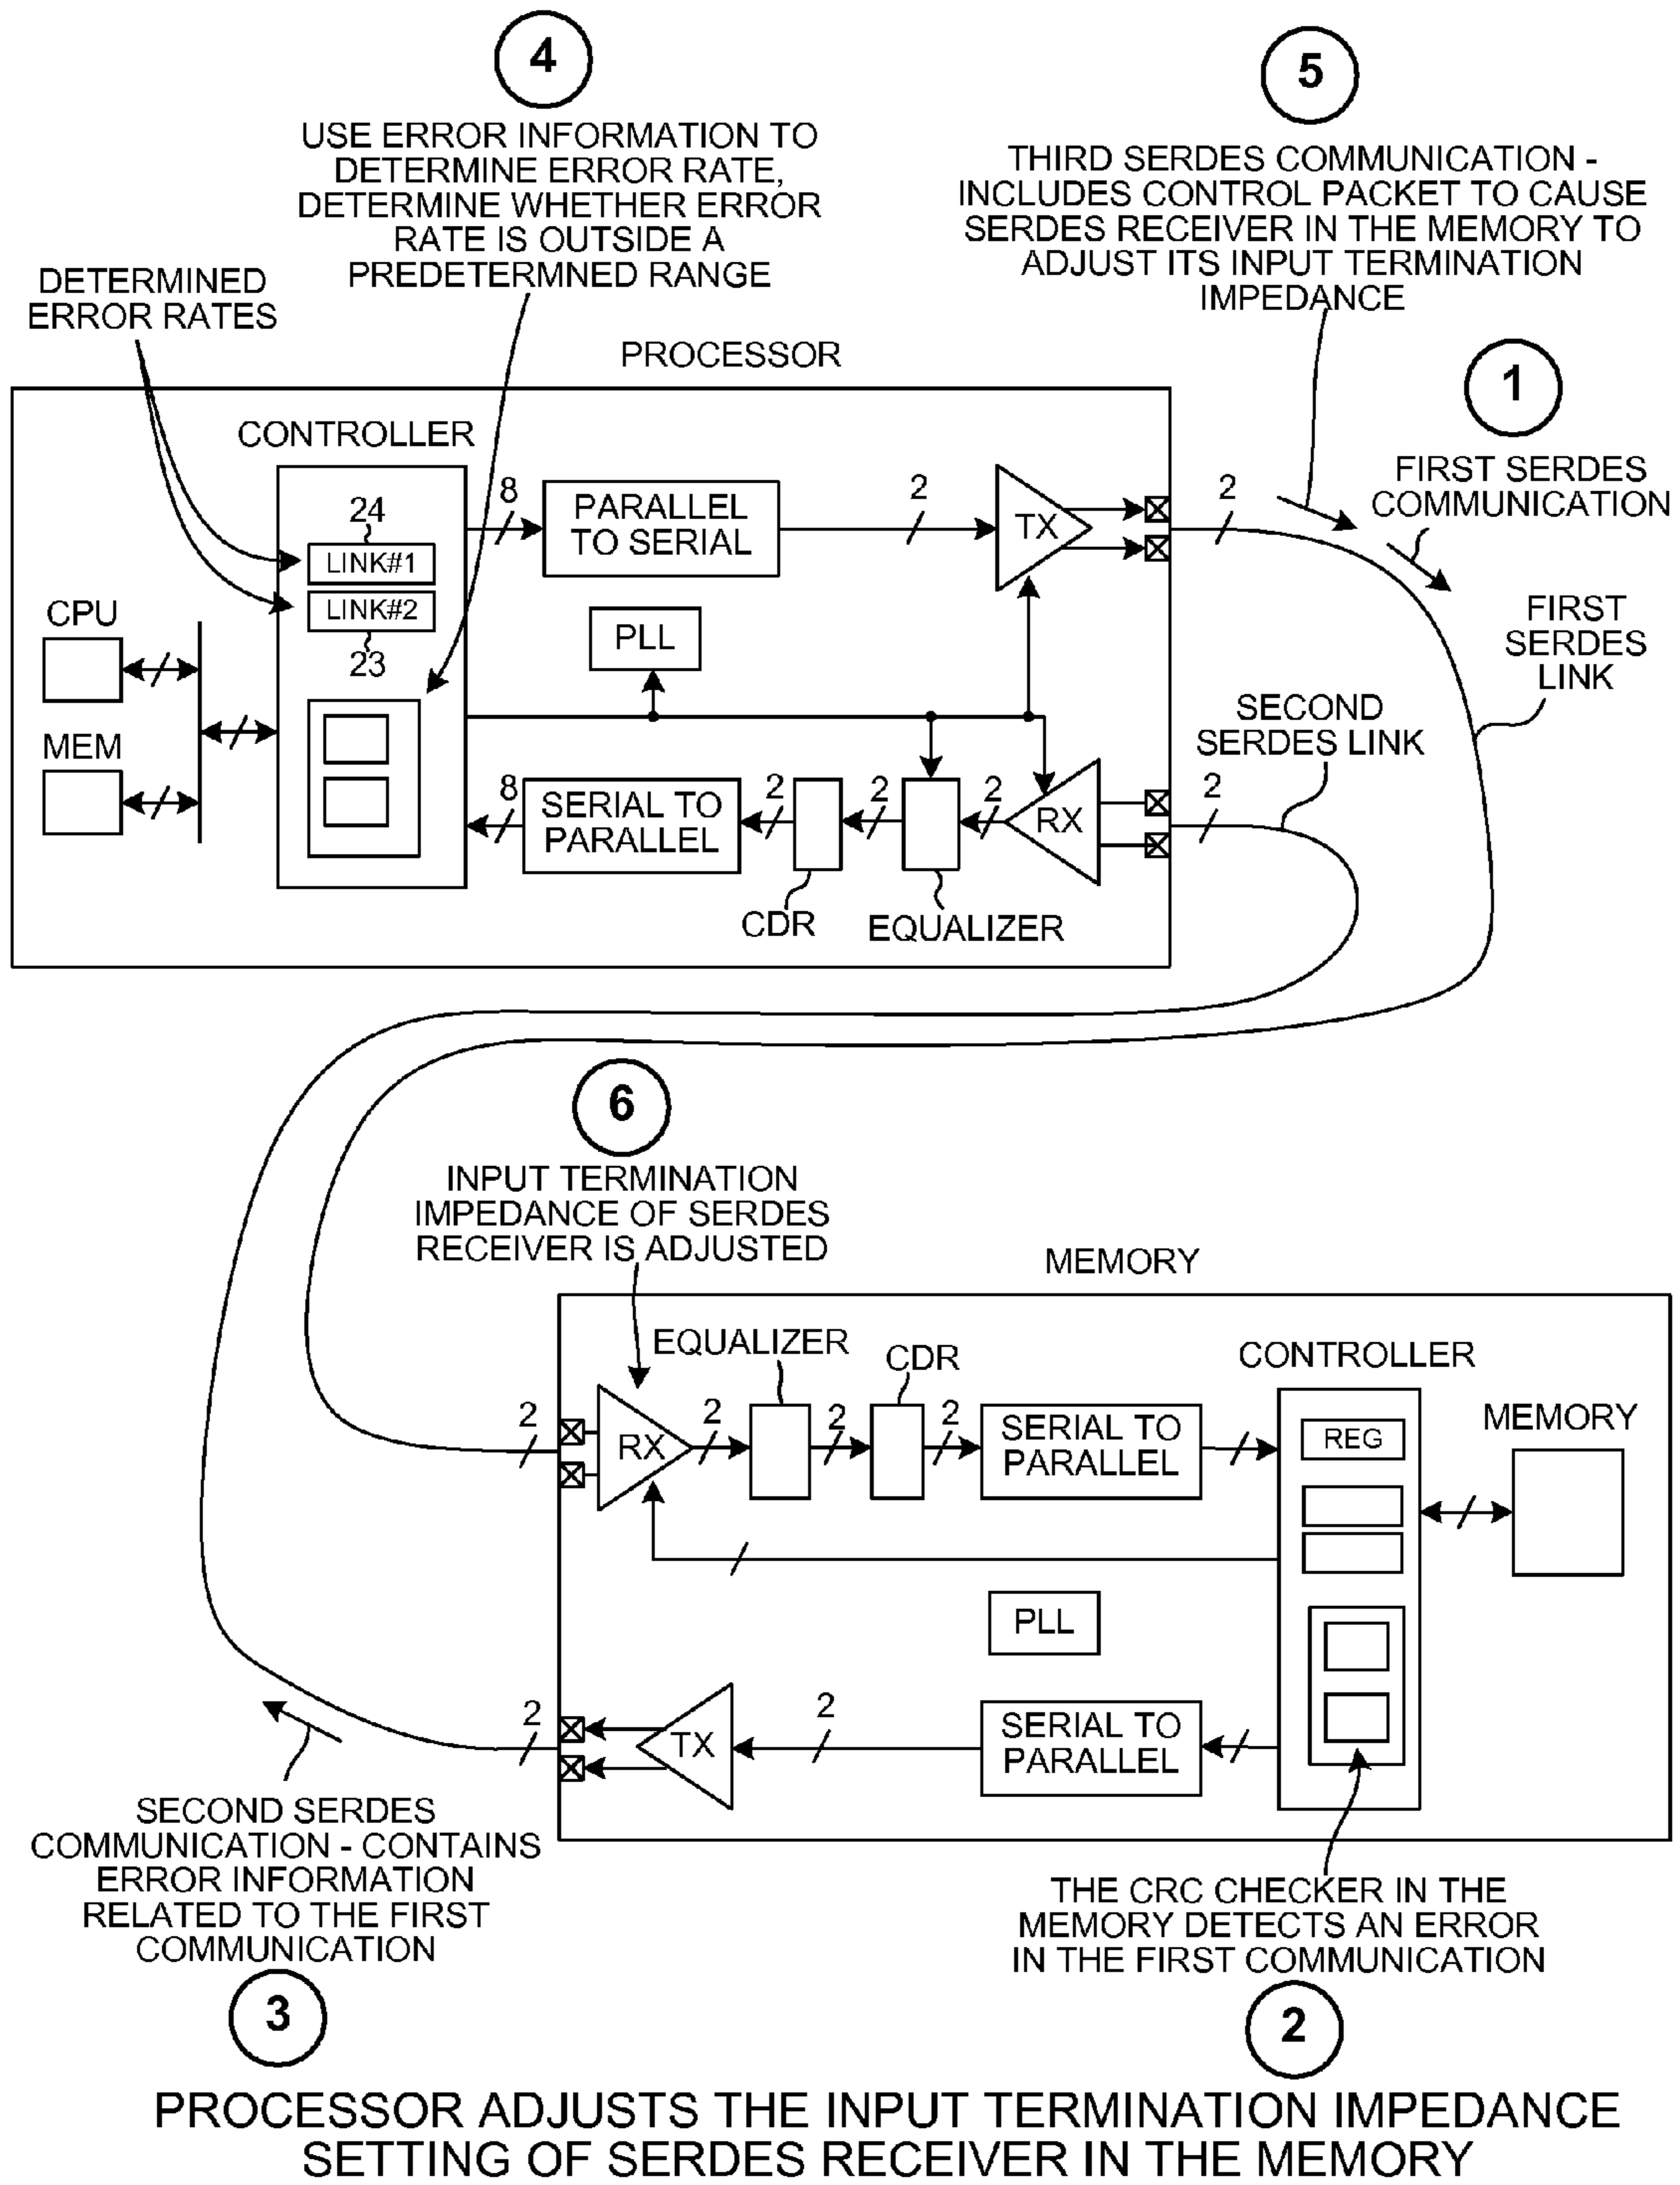 4
USE ERROR INFORMATION TO
DETERMINE ERROR RATE,
DETERMINE WHETHER ERROR
RATE IS OUTSIDE A
PREDETERMNED RANGE
5
THIRD SERDES COMMUNICATION -
INCLUDES CONTROL PACKET TO CAUSE
SERDES RECEIVER IN THE MEMORY TO
ADJUST ITS INPUT TERMINATION
IMPEDANCE
DETERMINED
ERROR RATES
1
FIRST SERDES
COMMUNICATION
PROCESSOR
CONTROLLER
24
LINK#1
LINK#2
23
CPU
MEM
8
PARALLEL
TO SERIAL
2
TX
2
FIRST
SERDES
LINK
PLL
SECOND
SERDES LINK
8
SERIAL TO
PARALLEL
2
2
2
RX
2
CDR
EQUALIZER
6
INPUT TERMINATION
IMPEDANCE OF SERDES
RECEIVER IS ADJUSTED
MEMORY
EQUALIZER
CDR
CONTROLLER
2
RX
2
2
2
SERIAL TO
PARALLEL
REG
MEMORY
PLL
2
TX
2
SERIAL TO
PARALLEL
SECOND SERDES
COMMUNICATION - CONTAINS
ERROR INFORMATION
RELATED TO THE FIRST
COMMUNICATION
3
THE CRC CHECKER IN THE
MEMORY DETECTS AN ERROR
IN THE FIRST COMMUNICATION
2
PROCESSOR ADJUSTS THE INPUT TERMINATION IMPEDANCE
SETTING OF SERDES RECEIVER IN THE MEMORY